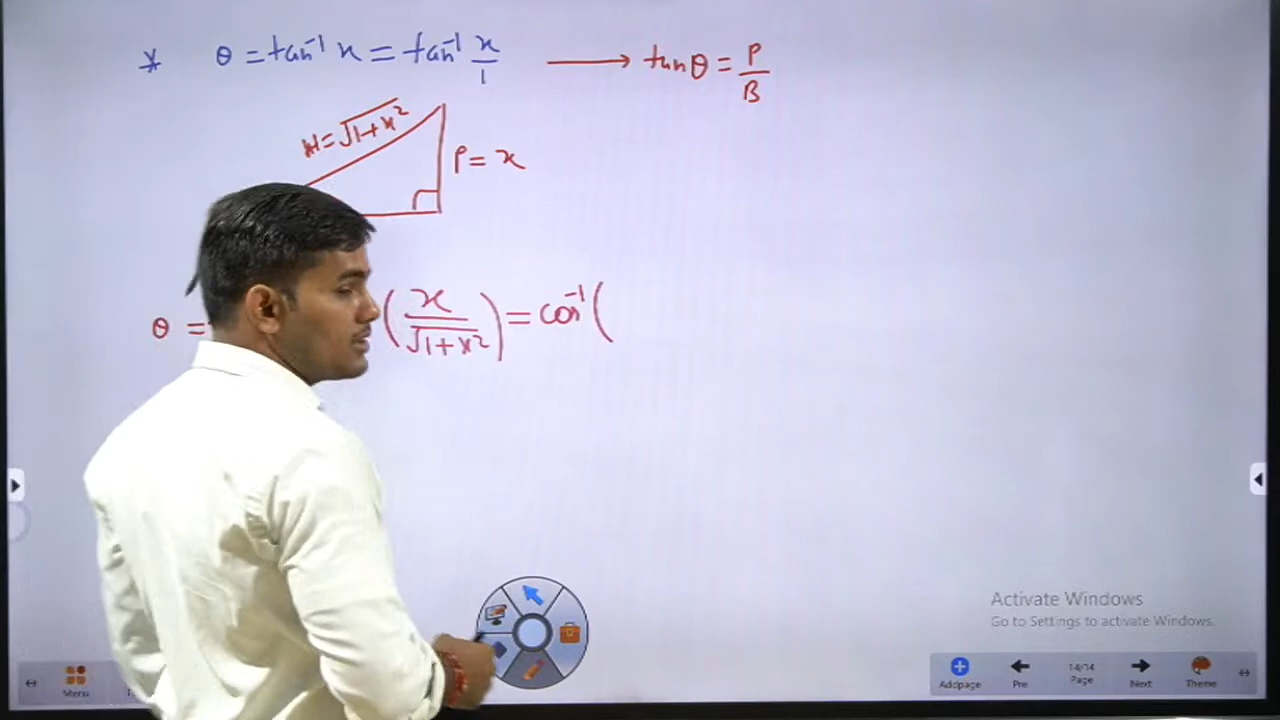 * θ = tan⁻¹ x = tan⁻¹ x/1 → tan θ = P/B
H = √1+x²
P = x
θ = (x/√1+x²) = cos⁻¹(
Activate Windows
Go to Settings to activate Windows.
Menu
Addpage
Pre
14/14
Page
Next
Theme